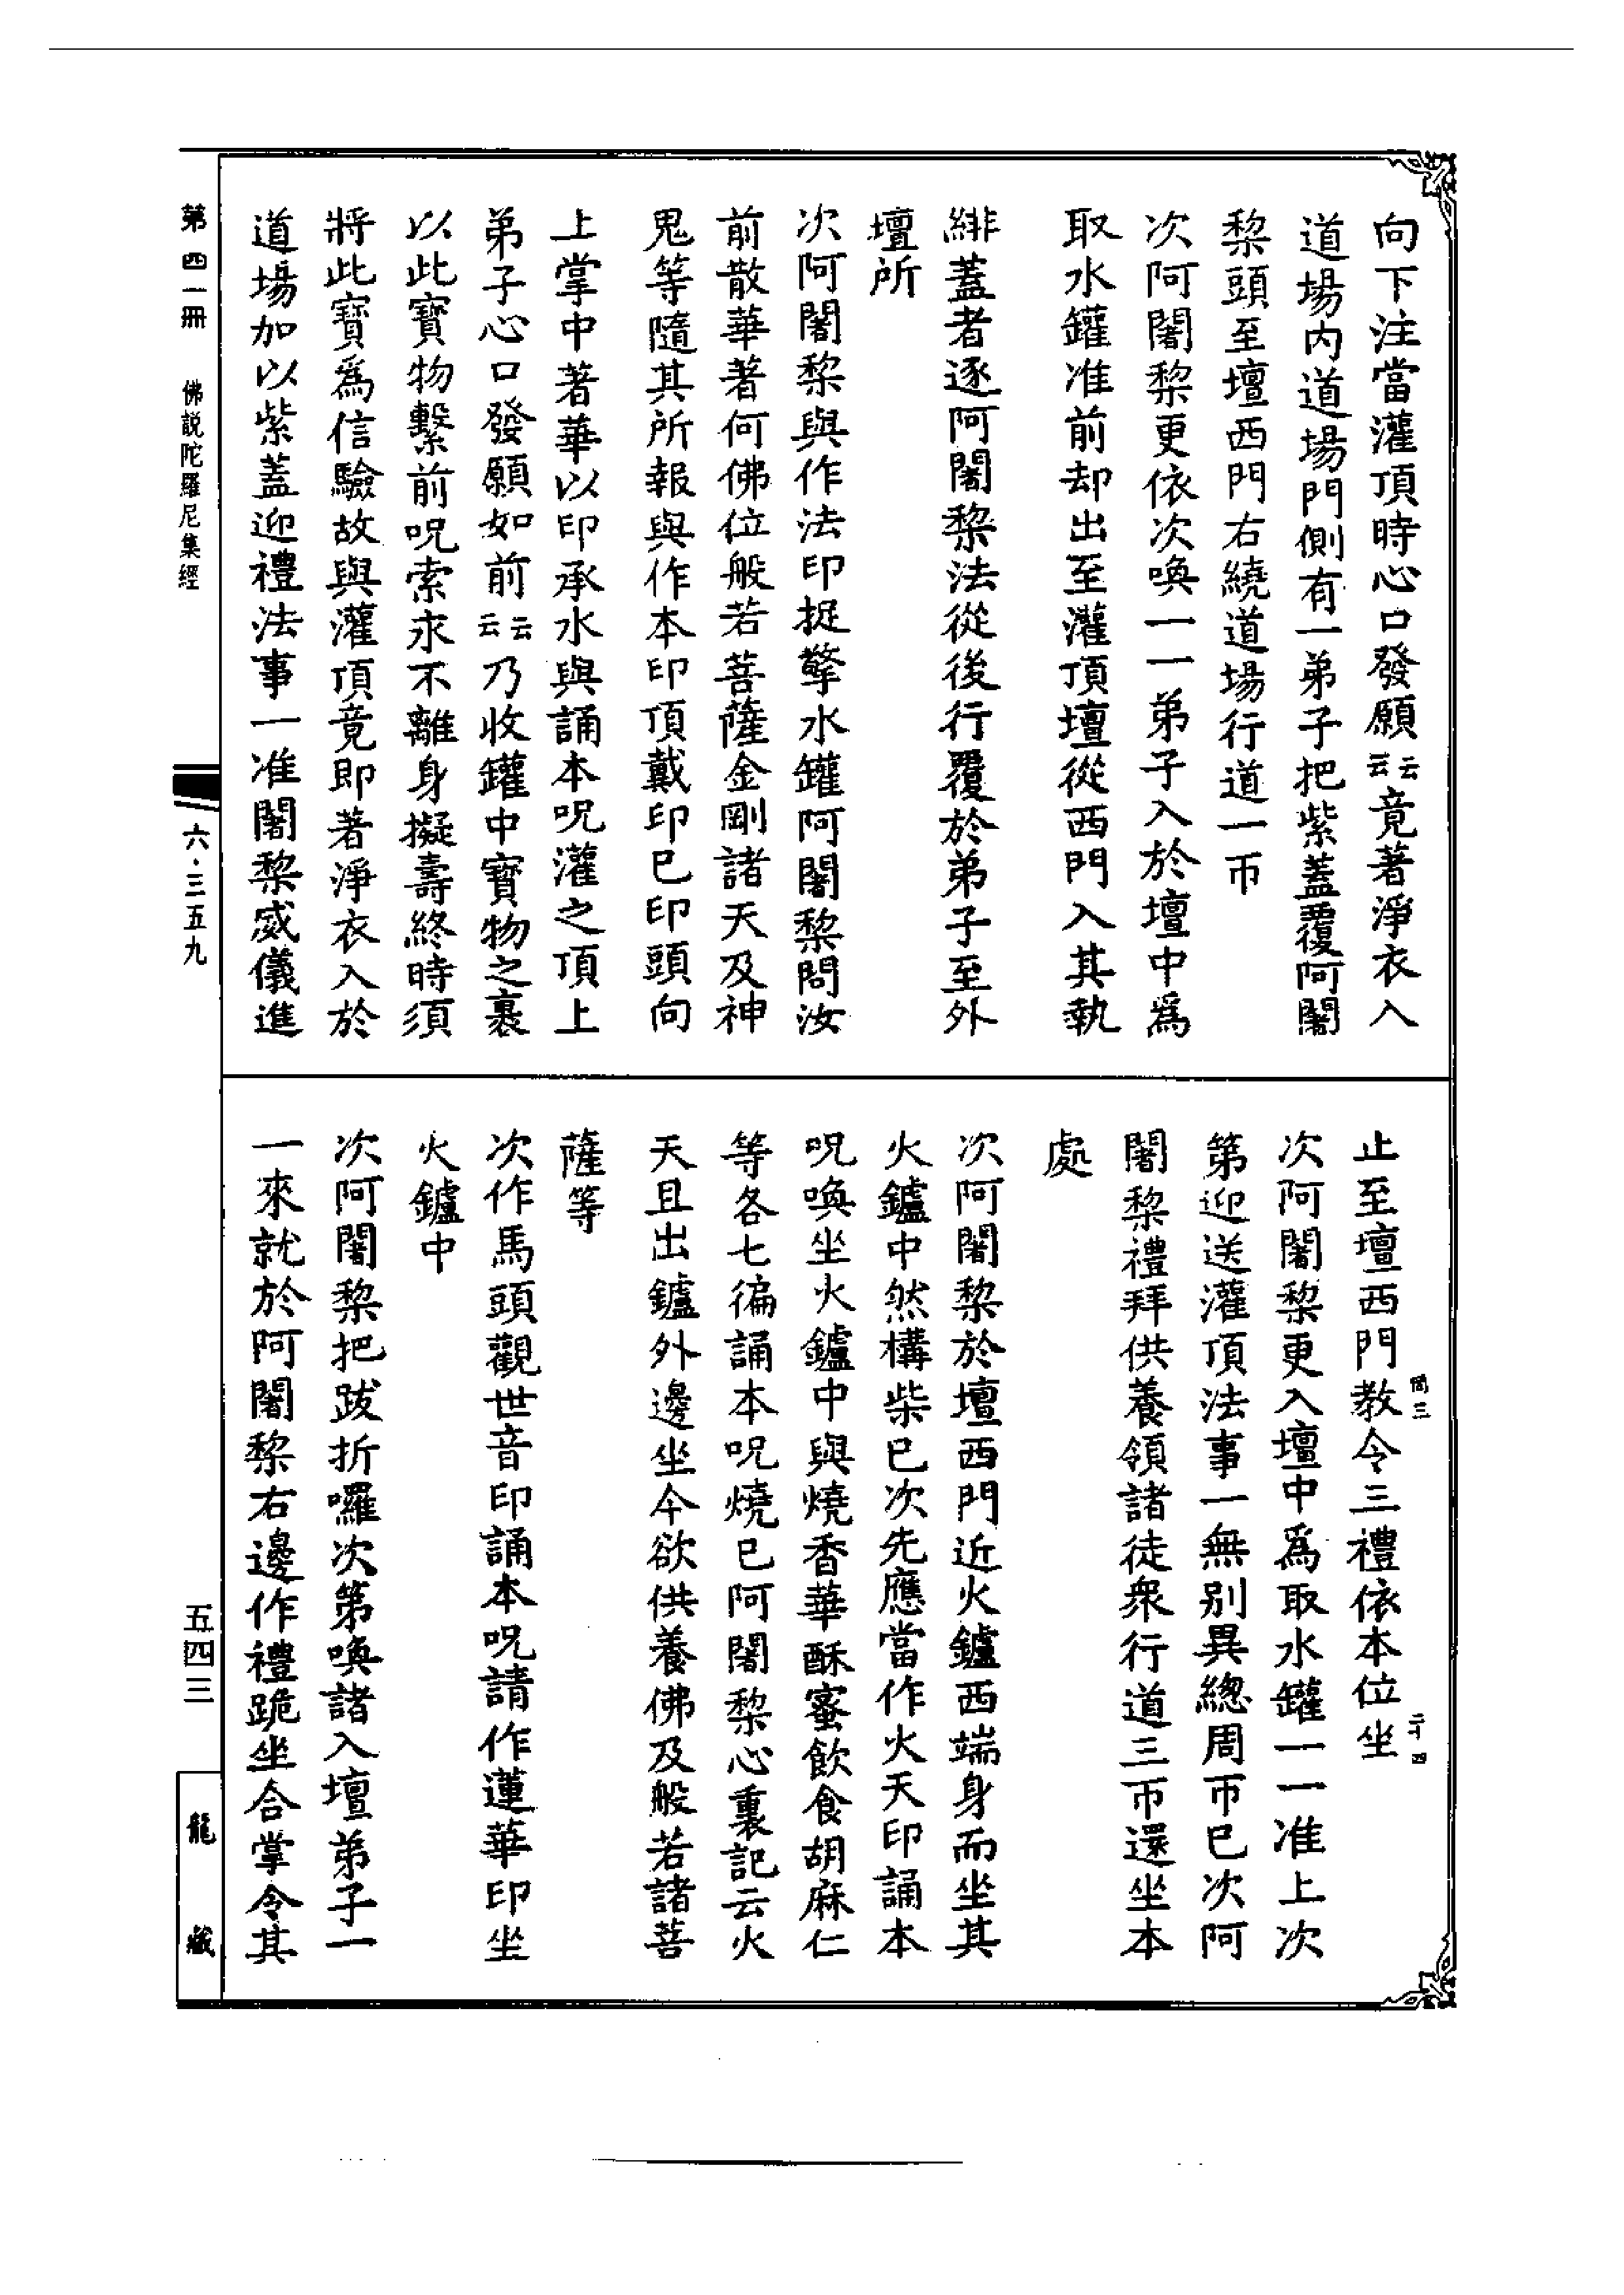 向下注當灌頂時心口發願云云竟著淨衣入
道場内道場門側有一弟子把紫蓋覆阿闍
黎頭至壇西門右繞道場行道一帀
次阿闍黎更依次喚一一弟子入於壇中爲
取水罐准前却出至灌頂壇從西門入其執
緋蓋者逐阿闍黎法從後行覆於弟子至外
壇所
次阿闍黎與作法印捉擎水罐阿闍黎問汝
前散華著何佛位般若菩薩金剛諸天及神
鬼等隨其所報與作本印頂戴印已印頭向
上掌中著華以印承水與誦本呪灌之頂上
弟子心口發願如前云云乃收罐中寶物之裹
以此寶物繫前呪索永不離身擬壽終時須
將此寶爲信驗故與灌頂竟即著淨衣入於
道場加以紫蓋迎禮法事一准闍黎威儀進
止至壇西門教令三禮依本位坐
次阿闍黎更入壇中爲取水罐一一准上次
第迎送灌頂法事一無別異總周帀已次阿
闍黎禮拜供養領諸徒衆行道三帀還坐本
處
次阿闍黎於壇西門近火鑪西端身而坐其
火鑪中然構柴已次先應當作火天印誦本
呪喚坐火鑪中與燒香華酥蜜飲食胡麻仁
等各七徧誦本呪燒已阿闍黎心裏記云火
天且出鑪外邊坐今欲供養佛及般若諸菩
薩等
次作馬頭觀世音印誦本呪請作蓮華印坐
火鑪中
次阿闍黎把跋折囉次第喚諸入壇弟子一
一來就於阿闍黎右邊作禮跪坐合掌令其
第四一冊 佛説陀羅尼集經
六·三五九
五四三
龍藏
二十四